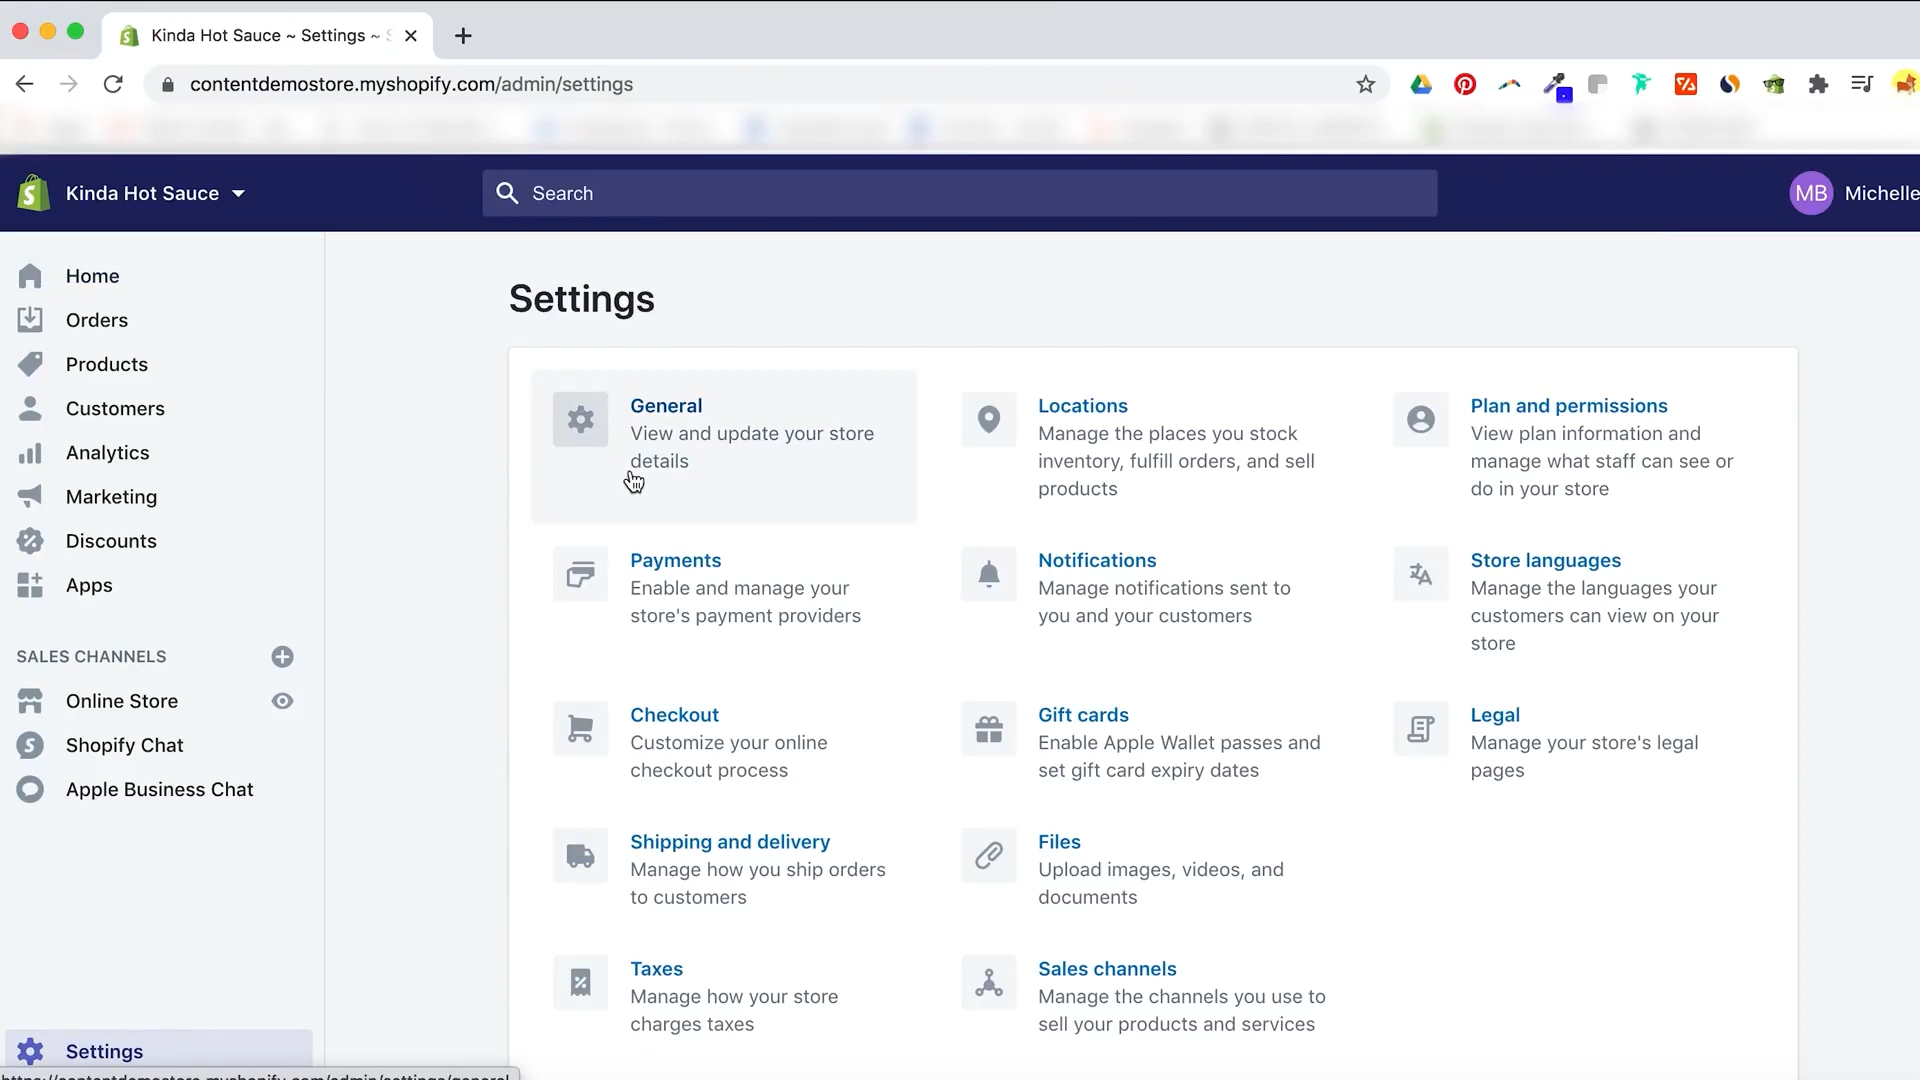 Kinda Hot Sauce ~ Settings ~
contentdemostore.myshopify.com/admin/settings
Kinda Hot Sauce
Search
MB
Michelle
Home
Orders
Products
Customers
Analytics
Marketing
Discounts
Apps
SALES CHANNELS
Online Store
Shopify Chat
Apple Business Chat
Settings
Settings
General
View and update your store
details
Locations
Manage the places you stock
inventory, fulfill orders, and sell
products
Plan and permissions
View plan information and
manage what staff can see or
do in your store
Payments
Enable and manage your
store's payment providers
Notifications
Manage notifications sent to
you and your customers
Store languages
Manage the languages your
customers can view on your
store
Checkout
Customize your online
checkout process
Gift cards
Enable Apple Wallet passes and
set gift card expiry dates
Legal
Manage your store's legal
pages
Shipping and delivery
Manage how you ship orders
to customers
Files
Upload images, videos, and
documents
Taxes
Manage how your store
charges taxes
Sales channels
Manage the channels you use to
sell your products and services
https://contentdemostore.myshopify.com/admin/settings/general